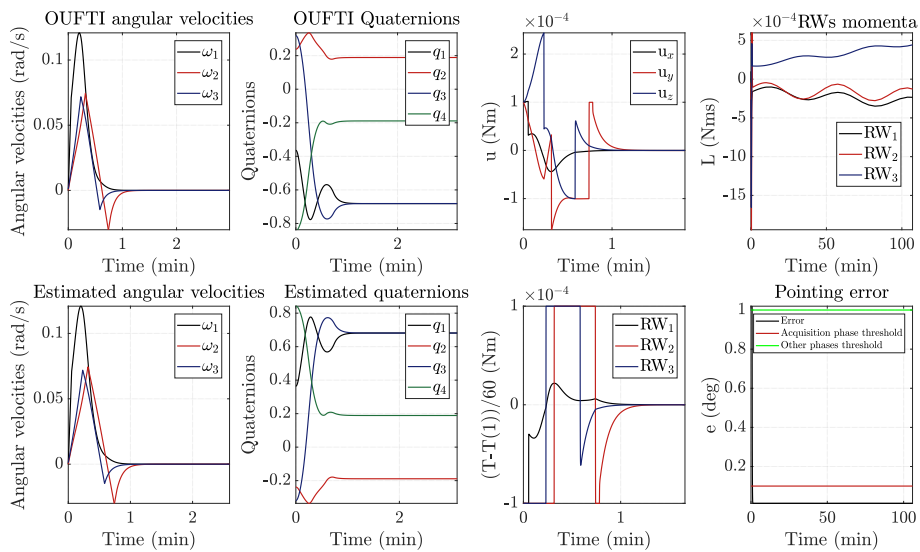 OUFTI angular velocities
Angular velocities (rad/s)
0.1
0.05
0
0
1
2
Time (min)
ω1
ω2
ω3
OUFTI Quaternions
Quaternions
0.2
0
-0.2
-0.4
-0.6
-0.8
0
2
Time (min)
q1
q2
q3
q4
×10-4
u (Nm)
2
1
0
-1
0
1
Time (min)
ux
uy
uz
×10-4
RWs momenta
L (Nms)
5
0
-5
-10
-15
0
50
100
Time (min)
RW1
RW2
RW3
Estimated angular velocities
Angular velocities (rad/s)
0.1
0.05
0
0
1
2
Time (min)
ω1
ω2
ω3
Estimated quaternions
Quaternions
0.8
0.6
0.4
0.2
0
-0.2
0
2
Time (min)
q1
q2
q3
q4
×10-4
(T-T(1))/60 (Nm)
1
0
-1
0
1
Time (min)
RW1
RW2
RW3
Pointing error
e (deg)
1
0.8
0.6
0.4
0.2
0
50
100
Time (min)
Error
Acquisition phase threshold
Other phases threshold